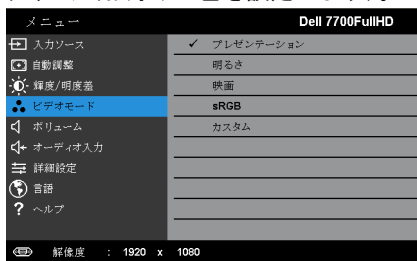 メニュー Dell 7700FullHD
入力ソース ✓ プレゼンテーション
自動調整 明るさ
輝度/明度差 映画
ビデオモード sRGB
ボリューム カスタム
オーディオ入力
詳細設定
言語
? ヘルプ
解像度 : 1920 x 1080